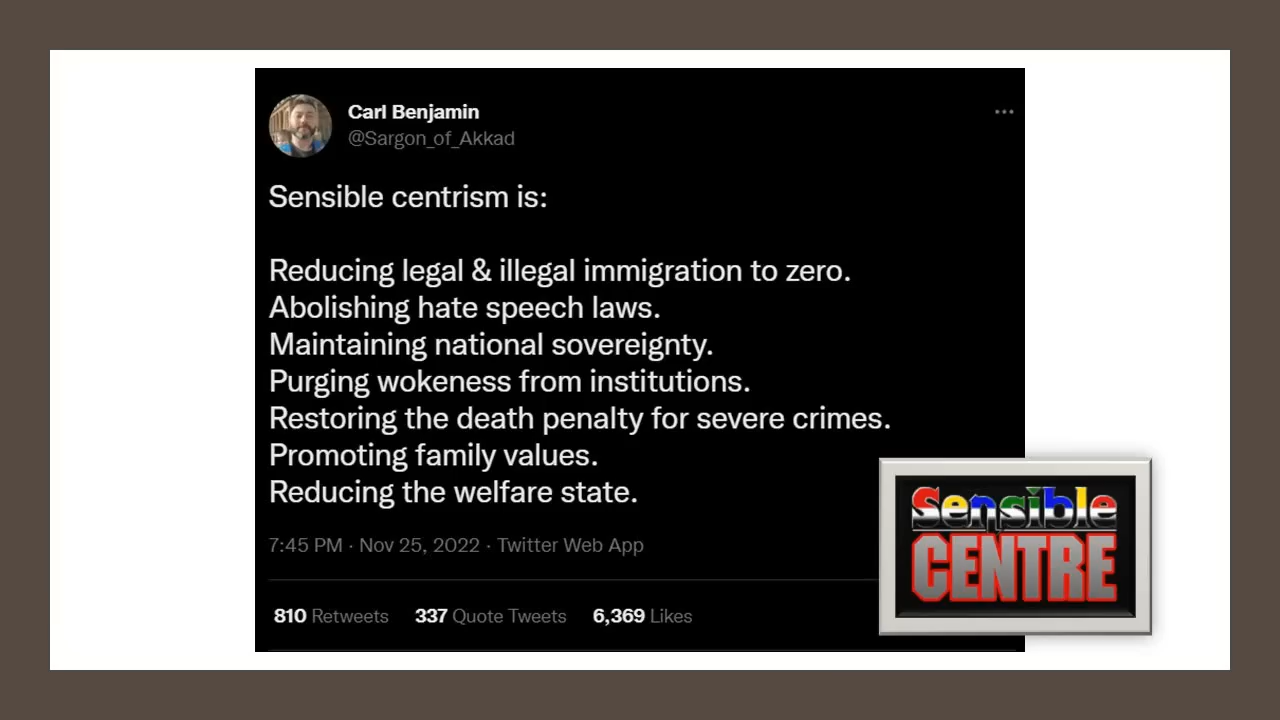 Carl Benjamin
@Sargon_of_Akkad
Sensible centrism is:
Reducing legal & illegal immigration to zero.
Abolishing hate speech laws.
Maintaining national sovereignty.
Purging wokeness from institutions.
Restoring the death penalty for severe crimes.
Promoting family values.
Reducing the welfare state.
7:45 PM · Nov 25, 2022 · Twitter Web App
810 Retweets 337 Quote Tweets 6,369 Likes
Sensible
CENTRE